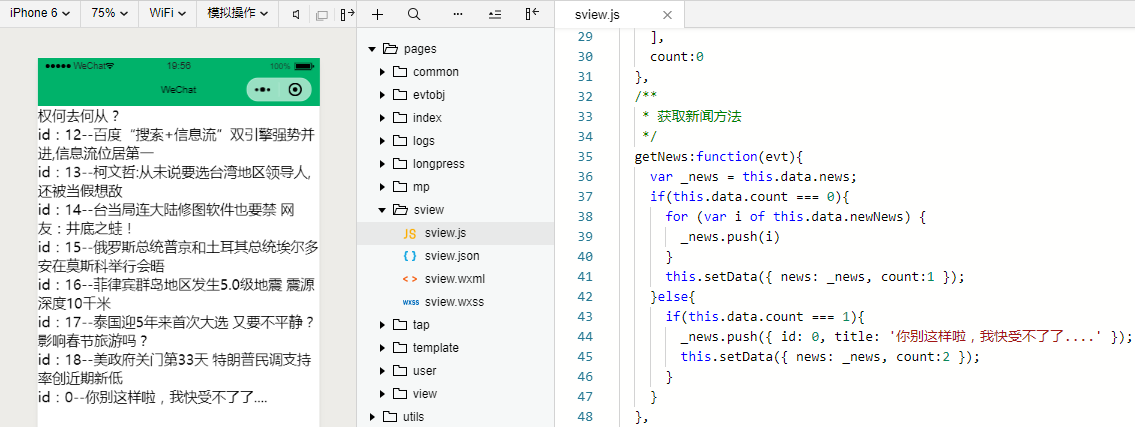 iPhone 6 75% WiFi 模拟操作
●●●●● WeChat 19:56 100%
WeChat
权何去何从？
id：12--百度“搜索+信息流”双引擎强势并
进,信息流位居第一
id：13--柯文哲:从未说要选台湾地区领导人,
还被当假想敌
id：14--台当局连大陆修图软件也要禁 网
友：井底之蛙！
id：15--俄罗斯总统普京和土耳其总统埃尔多
安在莫斯科举行会晤
id：16--菲律宾群岛地区发生5.0级地震 震源
深度10千米
id：17--泰国迎5年来首次大选 又要不平静？
影响春节旅游吗？
id：18--美政府关门第33天 特朗普民调支持
率创近期新低
id：0--你别这样啦，我快受不了了....
pages
common
evtobj
index
logs
longpress
mp
sview
JS sview.js
{ } sview.json
< > sview.wxml
wxss sview.wxss
tap
template
user
view
utils
sview.js
29 ],
30 count:0
31 },
32 /**
33 * 获取新闻方法
34 */
35 getNews:function(evt){
36 var _news = this.data.news;
37 if(this.data.count === 0){
38 for (var i of this.data.newNews) {
39 _news.push(i)
40 }
41 this.setData({ news: _news, count:1 });
42 }else{
43 if(this.data.count === 1){
44 _news.push({ id: 0, title: '你别这样啦，我快受不了了....' });
45 this.setData({ news: _news, count:2 });
46 }
47 }
48 },